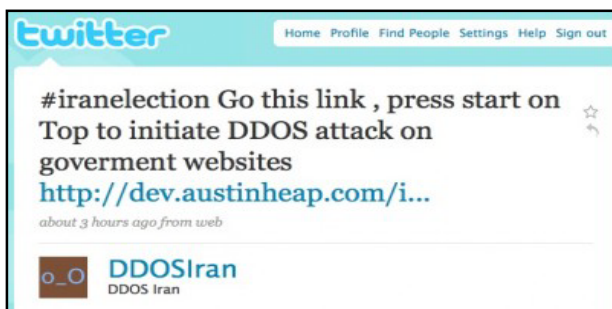 twitter
Home Profile Find People Settings Help Sign out
#iranelection Go this link , press start on
Top to initiate DDOS attack on
goverment websites
http://dev.austinheap.com/i...
about 3 hours ago from web
o_O
DDOSIran
DDOS Iran